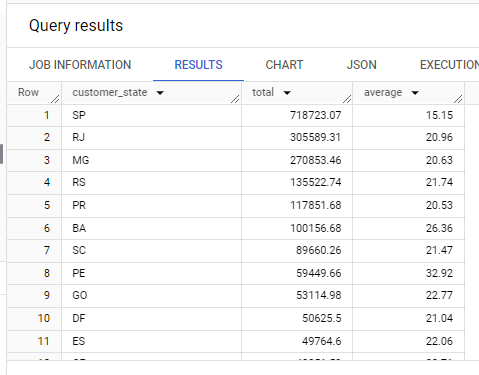 Query results
JOB INFORMATION RESULTS CHART JSON EXECUTION
Row customer_state total average
1 SP 718723.07 15.15
2 RJ 305589.31 20.96
3 MG 270853.46 20.63
4 RS 135522.74 21.74
5 PR 117851.68 20.53
6 BA 100156.68 26.36
7 SC 89660.26 21.47
8 PE 59449.66 32.92
9 GO 53114.98 22.77
10 DF 50625.5 21.04
11 ES 49764.6 22.06